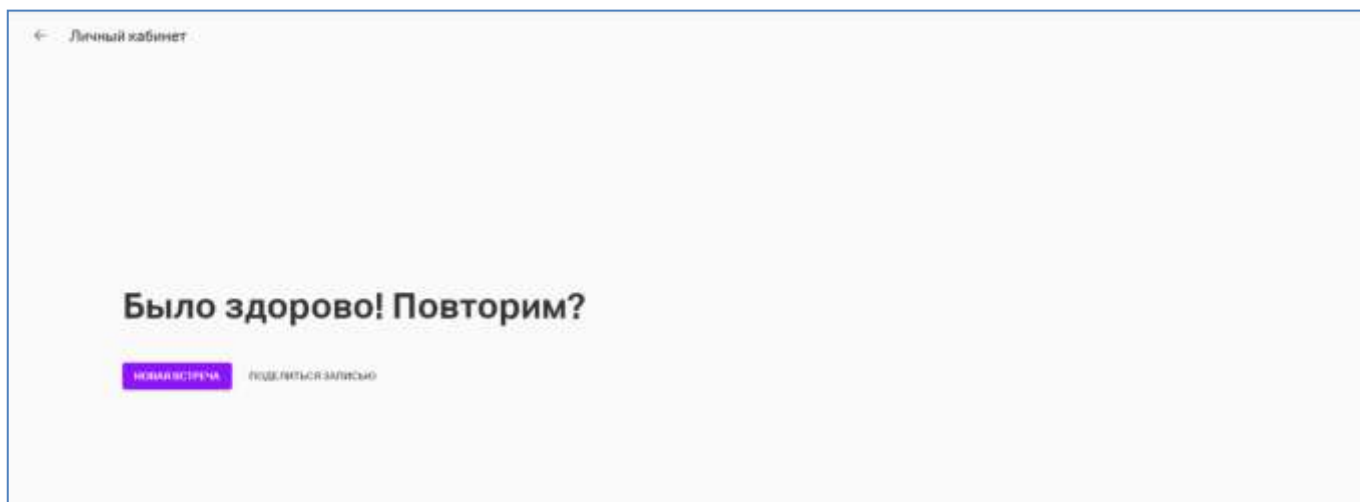 ← Личный кабинет
Было здорово! Повторим?
НОВАЯ ВСТРЕЧА ПОДЕЛИТЬСЯ ЗАПИСЬЮ